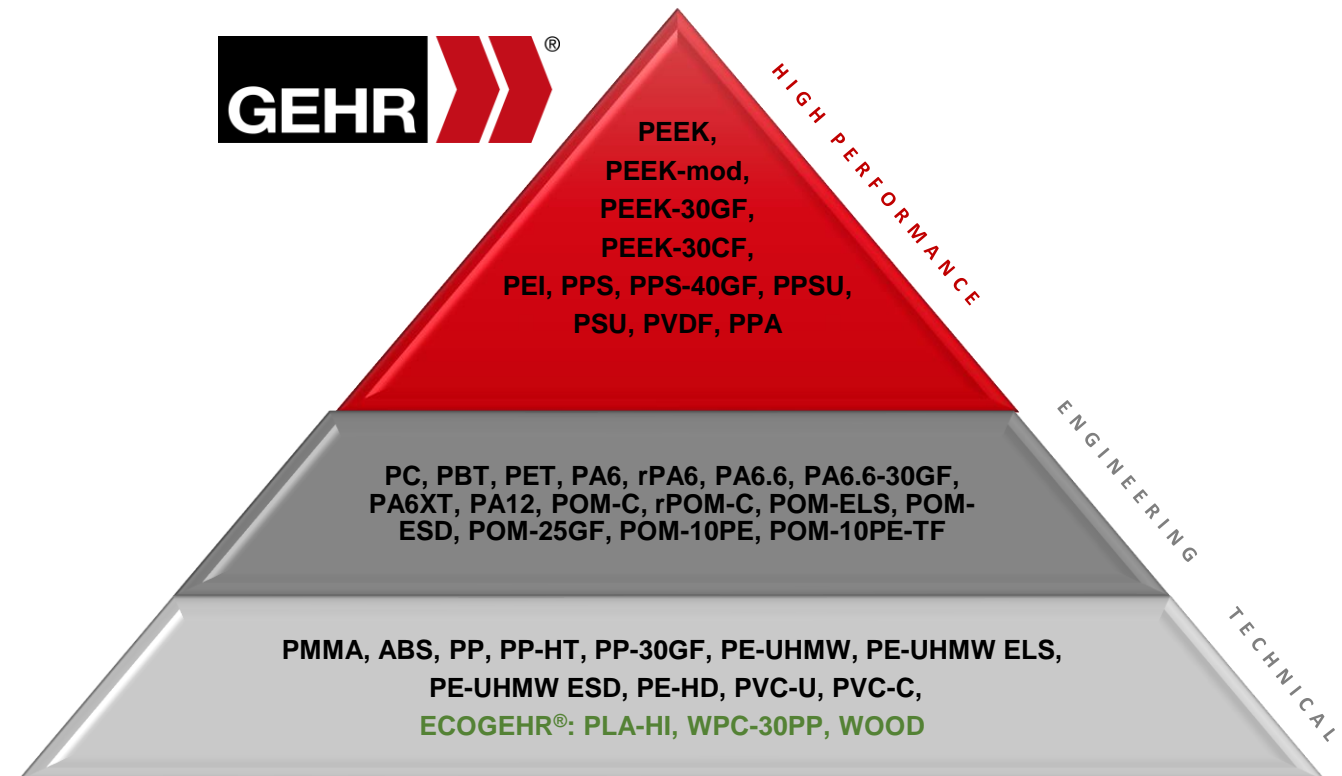 GEHR®
HIGH PERFORMANCE
PEEK,
PEEK-mod,
PEEK-30GF,
PEEK-30CF,
PEI, PPS, PPS-40GF, PPSU,
PSU, PVDF, PPA
ENGINEERING
PC, PBT, PET, PA6, rPA6, PA6.6, PA6.6-30GF,
PA6XT, PA12, POM-C, rPOM-C, POM-ELS, POM-
ESD, POM-25GF, POM-10PE, POM-10PE-TF
TECHNICAL
PMMA, ABS, PP, PP-HT, PP-30GF, PE-UHMW, PE-UHMW ELS,
PE-UHMW ESD, PE-HD, PVC-U, PVC-C,
ECOGEHR®: PLA-HI, WPC-30PP, WOOD